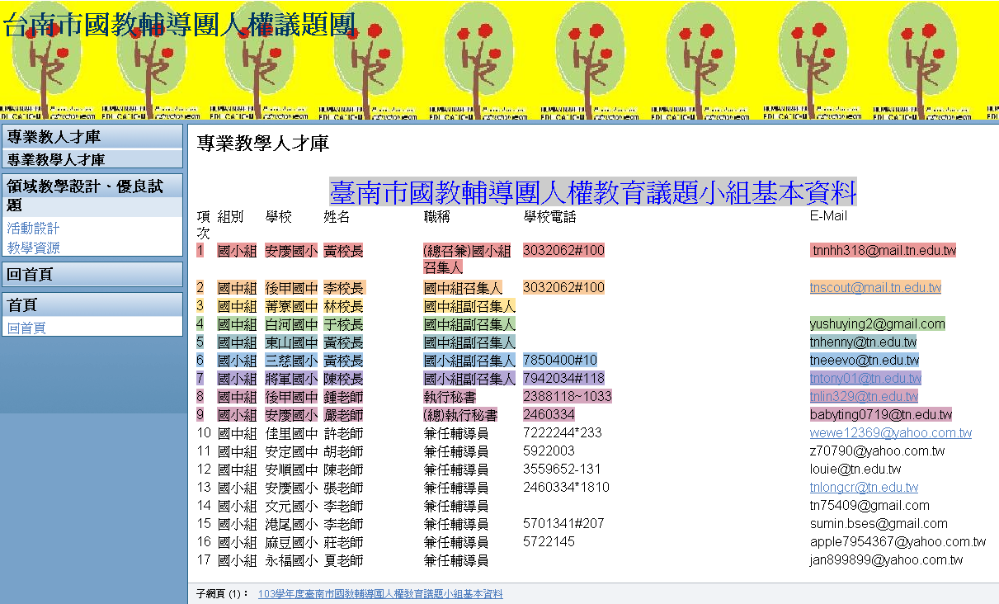 台南市國教輔導團人權議題團
專業教人才庫
專業教學人才庫
領域教學設計、優良試
題
活動設計
教學資源
回首頁
首頁
回首頁
專業教學人才庫
臺南市國教輔導團人權教育議題小組基本資料
項次 組別 學校 姓名 職稱 學校電話 E-Mail
1 國小組 安慶國小 黃校長 (總召兼)國小組召集人 3032062#100 tnnhh318@mail.tn.edu.tw
2 國中組 後甲國中 李校長 國中組召集人 3032062#100 tnscout@mail.tn.edu.tw
3 國中組 菁寮國中 林校長 國中組副召集人
4 國中組 白河國中 于校長 國中組副召集人 yushuying2@gmail.com
5 國中組 東山國中 黃校長 國中組副召集人 tnhenny@tn.edu.tw
6 國小組 三慈國小 黃校長 國小組副召集人 7850400#10 tneeevo@tn.edu.tw
7 國小組 將軍國小 陳校長 國小組副召集人 7942034#118 tntony01@tn.edu.tw
8 國中組 後甲國中 鍾老師 執行秘書 2388118~1033 tnlin329@tn.edu.tw
9 國小組 安慶國小 嚴老師 (總)執行秘書 2460334 babyting0719@tn.edu.tw
10 國中組 佳里國中 許老師 兼任輔導員 7222244*233 wewe12369@yahoo.com.tw
11 國中組 安定國中 胡老師 兼任輔導員 5922003 z70790@yahoo.com.tw
12 國中組 安順國中 陳老師 兼任輔導員 3559652-131 louie@tn.edu.tw
13 國小組 安慶國小 張老師 兼任輔導員 2460334*1810 tnlongcr@tn.edu.tw
14 國小組 文元國小 李老師 兼任輔導員 tn75409@gmail.com
15 國小組 港尾國小 李老師 兼任輔導員 5701341#207 sumin.bses@gmail.com
16 國小組 麻豆國小 莊老師 兼任輔導員 5722145 apple7954367@yahoo.com.tw
17 國小組 永福國小 夏老師 兼任輔導員 jan899899@yahoo.com.tw
子網頁 (1)： 103學年度臺南市國教輔導團人權教育議題小組基本資料